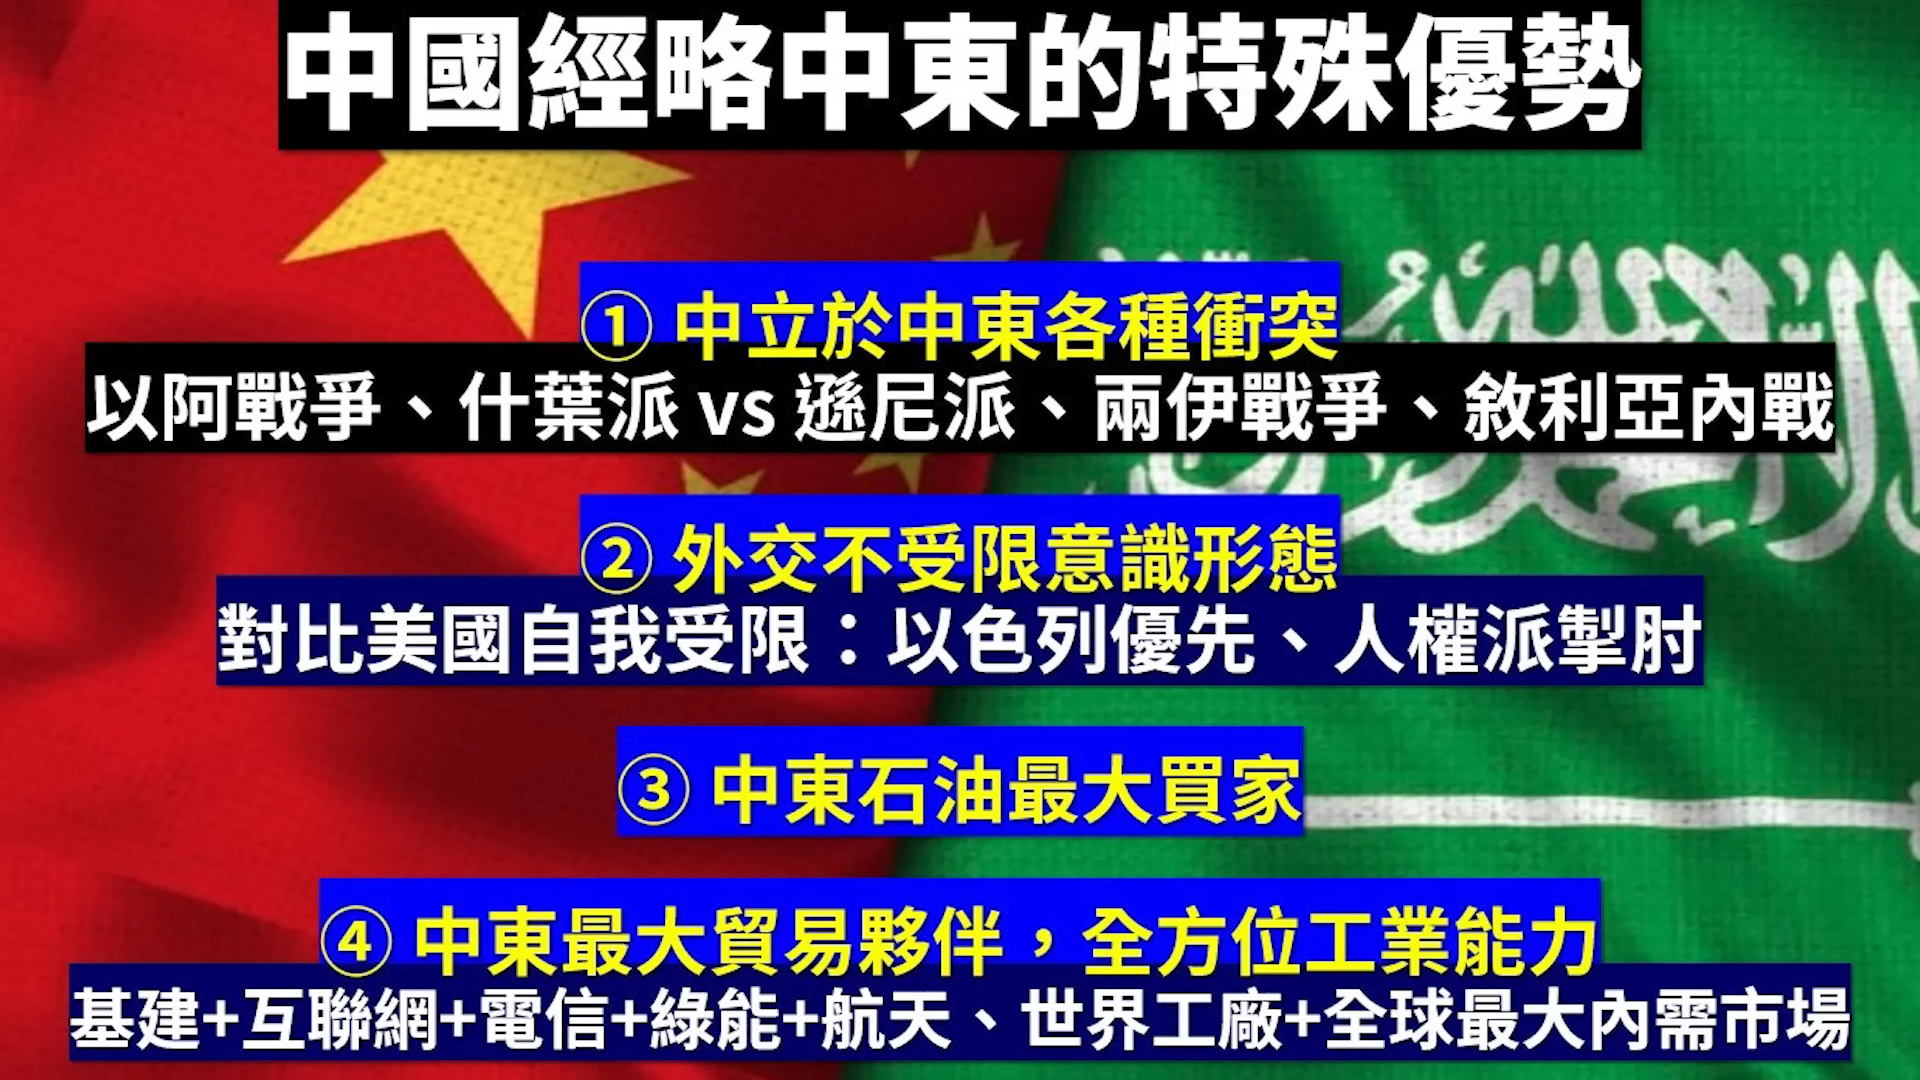 中國經略中東的特殊優勢
① 中立於中東各種衝突
以阿戰爭、什葉派 vs 遜尼派、兩伊戰爭、敘利亞內戰
② 外交不受限意識形態
對比美國自我受限：以色列優先、人權派掣肘
③ 中東石油最大買家
④ 中東最大貿易夥伴，全方位工業能力
基建+互聯網+電信+綠能+航天、世界工廠+全球最大內需市場